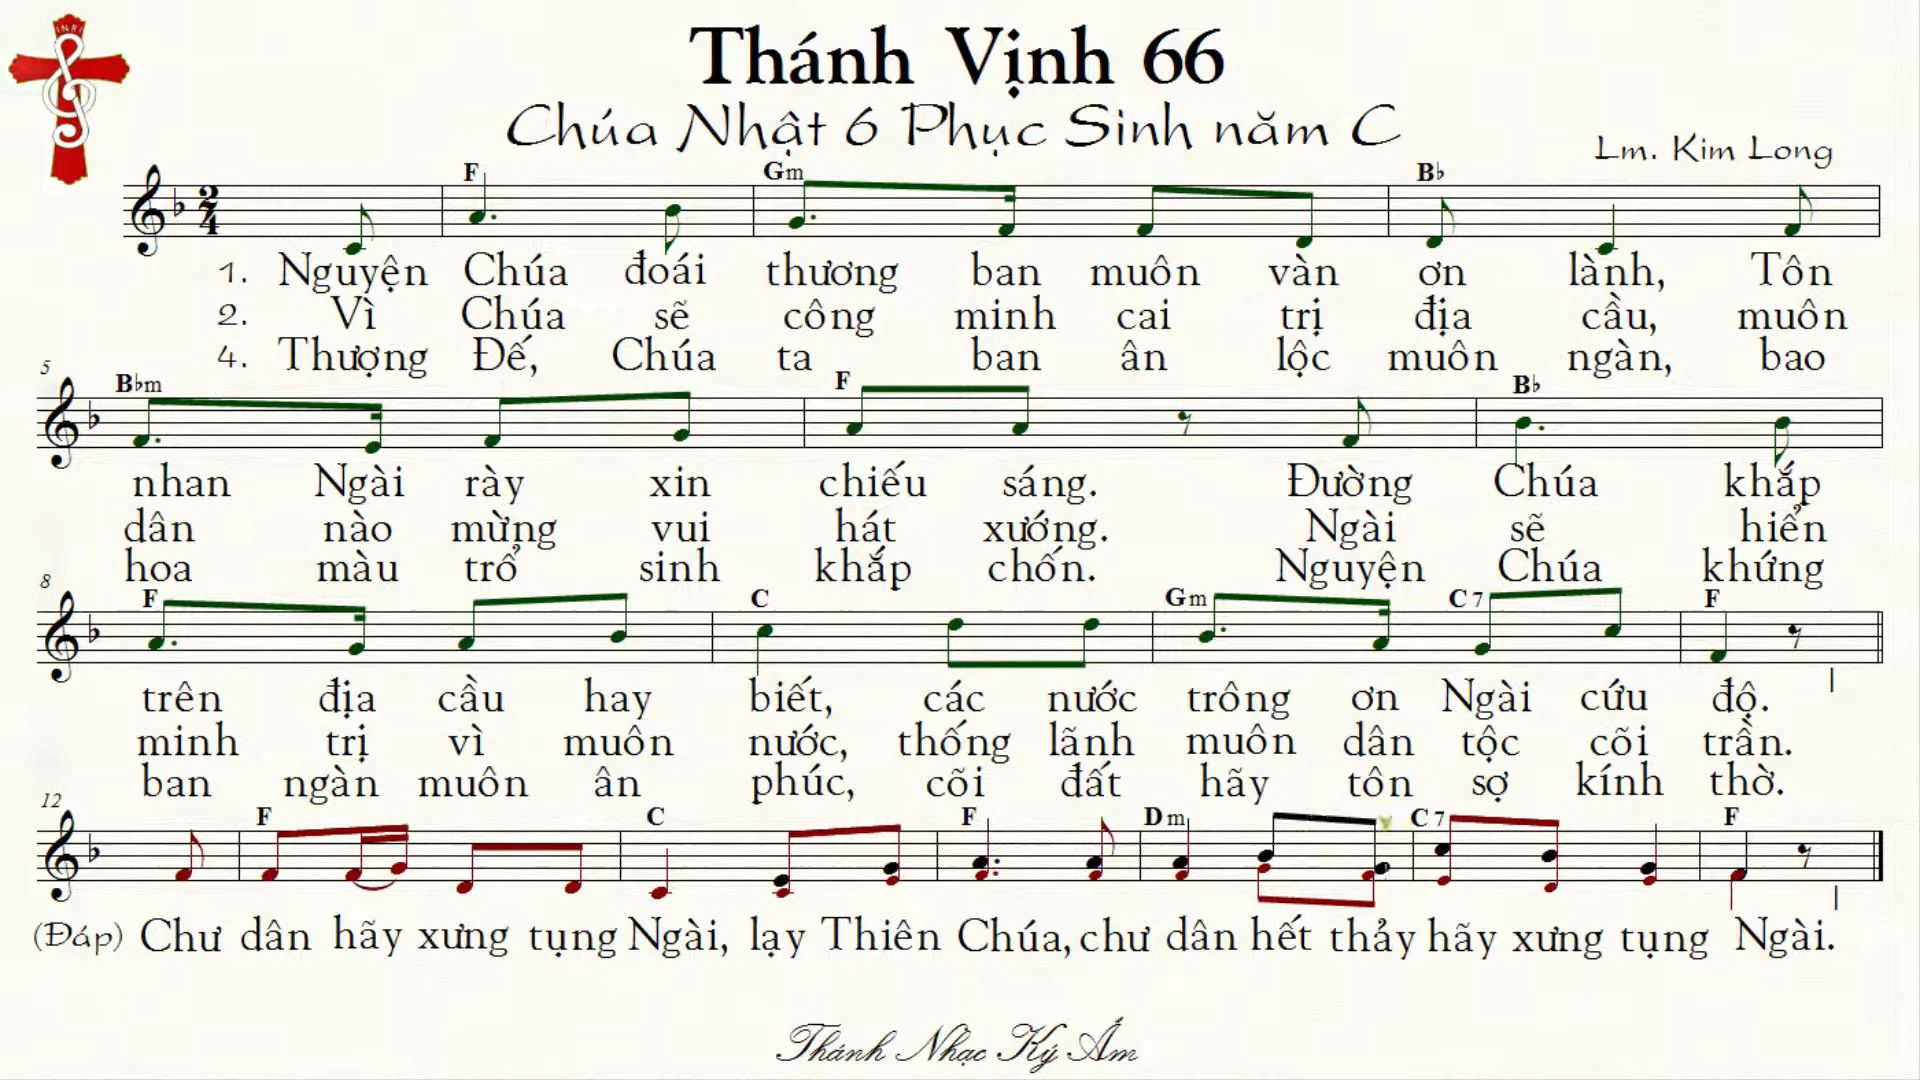 INRI
Thánh Vịnh 66
Chúa Nhật 6 Phục Sinh năm C
Lm. Kim Long
F Gm B♭
2 4
1. Nguyện Chúa đoái thương ban muôn vàn ơn lành, Tôn
2. Vì Chúa sẽ công minh cai trị địa cầu, muôn
4. Thượng Đế, Chúa ta ban ân lộc muôn ngàn, bao
5
B♭m F B♭
nhan Ngài rày xin chiếu sáng. Đường Chúa khắp
dân nào mừng vui hát xướng. Ngài sẽ hiển
hoa màu trổ sinh khắp chốn. Nguyện Chúa khứng
8
F C Gm C7 F
trên địa cầu hay biết, các nước trông ơn Ngài cứu độ.
minh trị vì muôn nước, thống lãnh muôn dân tộc cõi trần.
ban ngàn muôn ân phúc, cõi đất hãy tôn sợ kính thờ.
12
F C F Dm C7 F
(Đáp) Chư dân hãy xưng tụng Ngài, lạy Thiên Chúa, chư dân hết thảy hãy xưng tụng Ngài.
Thánh Nhạc Ký Âm